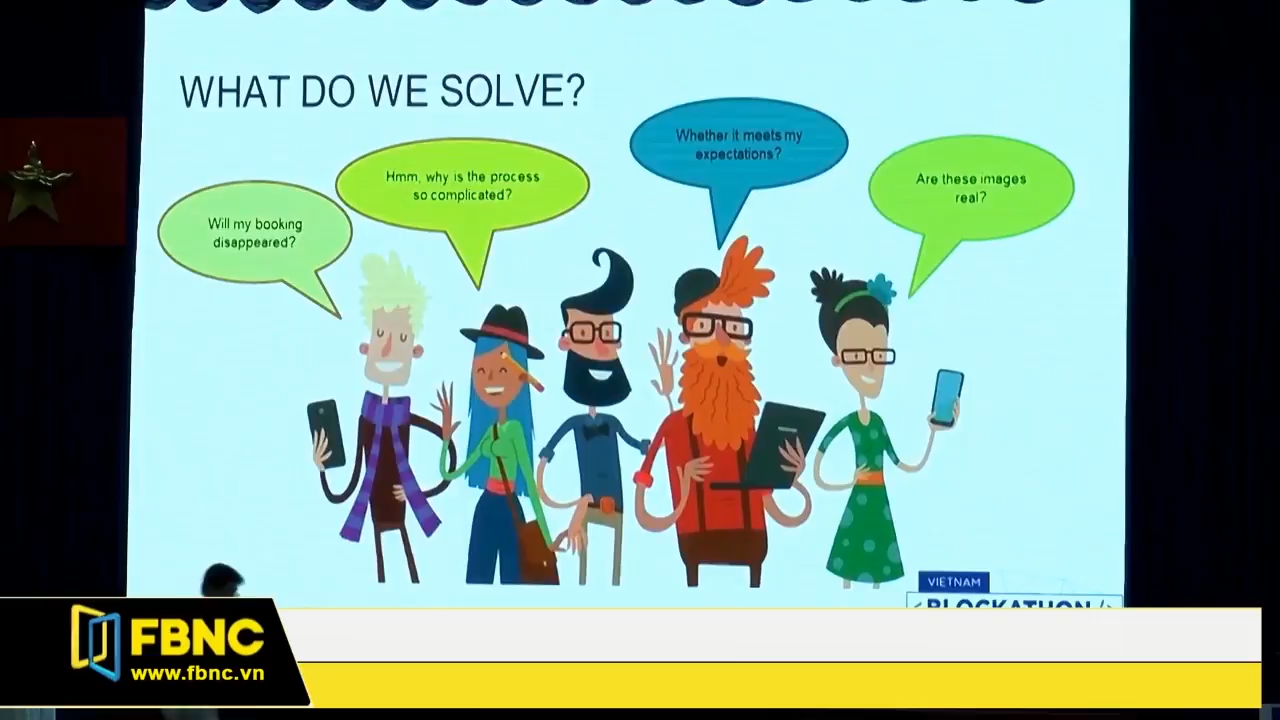 WHAT DO WE SOLVE?
Will my booking
disappeared?
Hmm, why is the process
so complicated?
Whether it meets my
expectations?
Are these images
real?
VIETNAM
<BLOCKATHON/>
FBNC
www.fbnc.vn